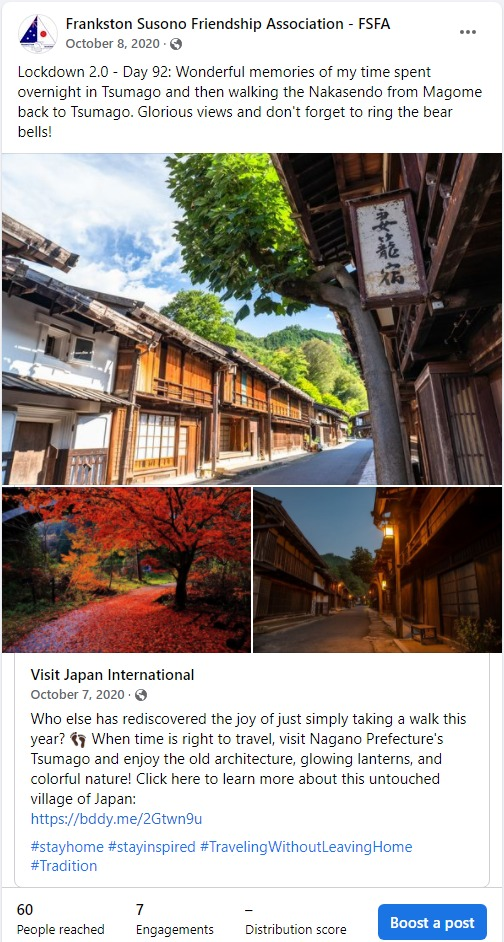 Frankston Susono Friendship Association - FSFA
October 8, 2020 ·
Lockdown 2.0 - Day 92: Wonderful memories of my time spent
overnight in Tsumago and then walking the Nakasendo from Magome
back to Tsumago. Glorious views and don't forget to ring the bear
bells!
妻籠宿
Visit Japan International
October 7, 2020 ·
Who else has rediscovered the joy of just simply taking a walk this
year? 👣 When time is right to travel, visit Nagano Prefecture's
Tsumago and enjoy the old architecture, glowing lanterns, and
colorful nature! Click here to learn more about this untouched
village of Japan:
https://bddy.me/2Gtwn9u
#stayhome #stayinspired #TravelingWithoutLeavingHome
#Tradition
60
People reached
7
Engagements
–
Distribution score
Boost a post